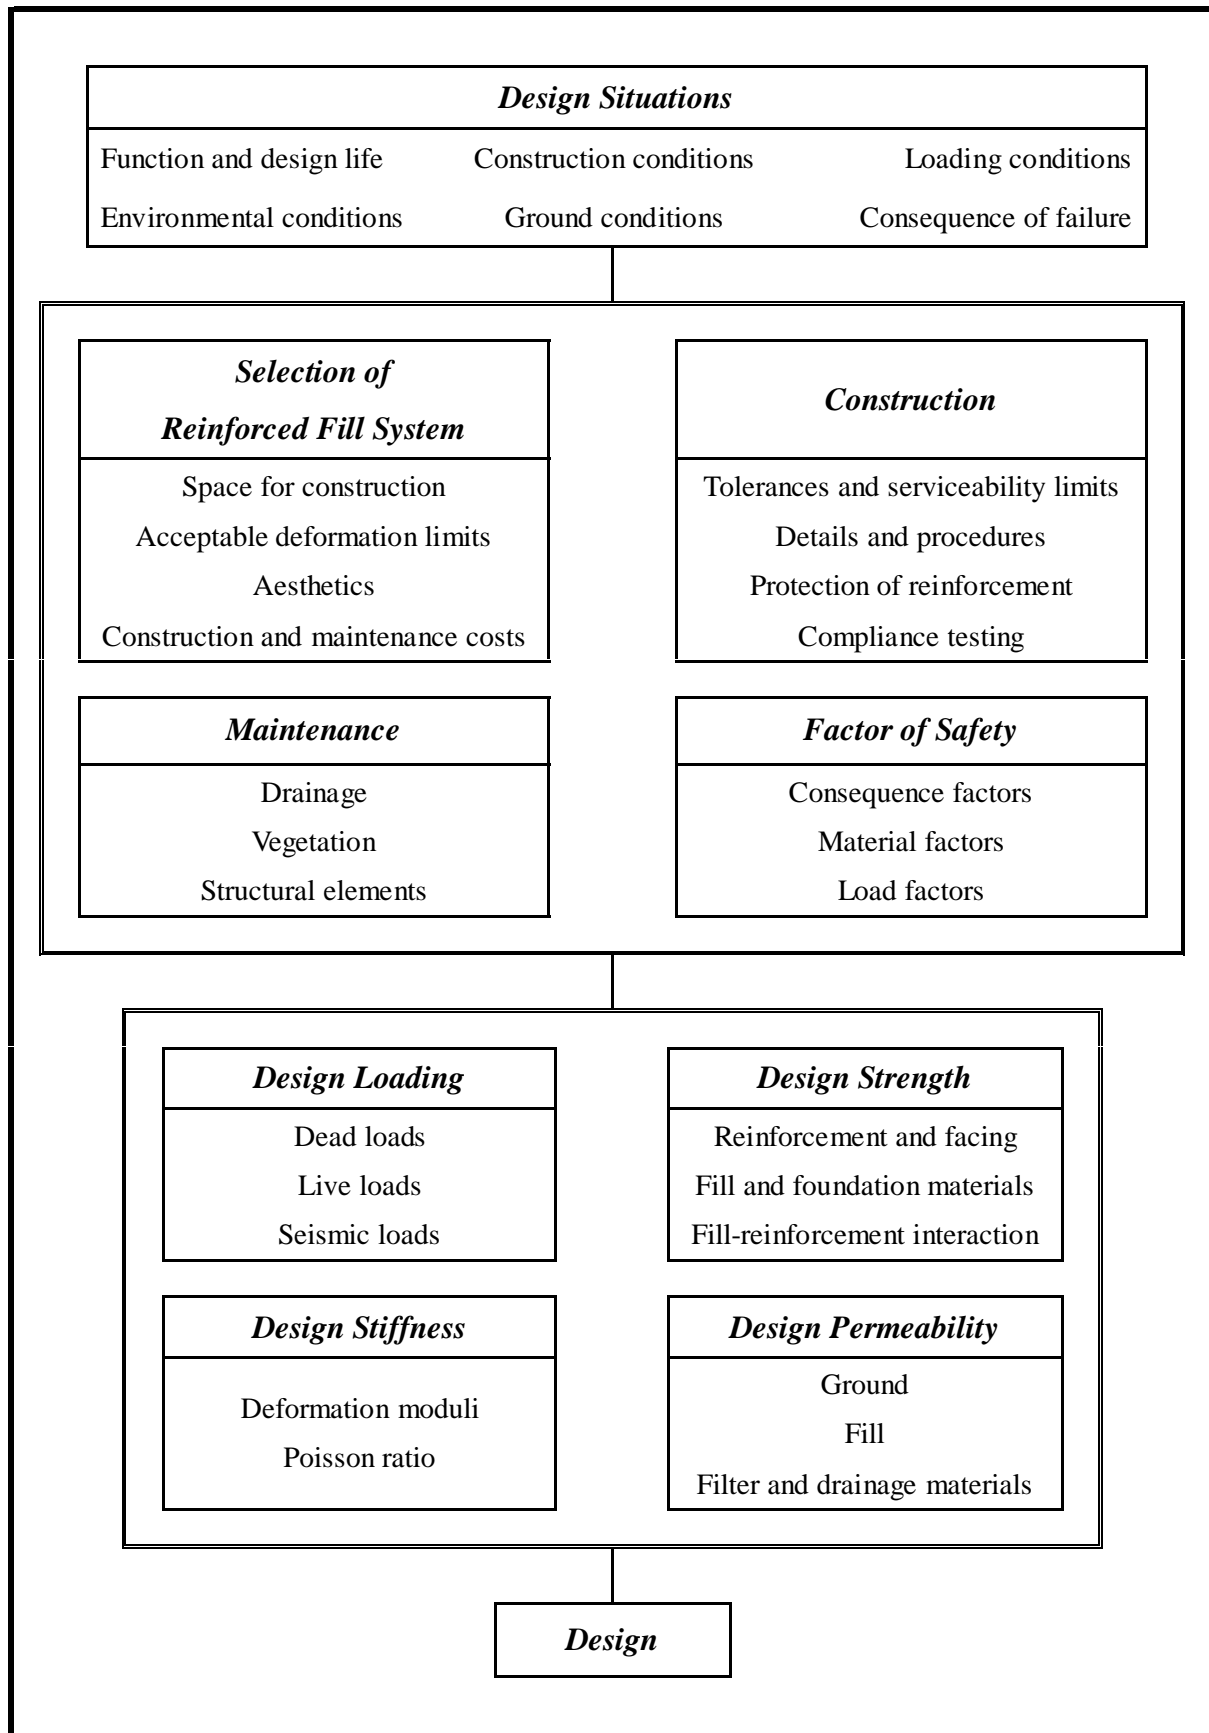 Design Situations
Function and design life Construction conditions Loading conditions
Environmental conditions Ground conditions Consequence of failure
Selection of
Reinforced Fill System
Space for construction
Acceptable deformation limits
Aesthetics
Construction and maintenance costs
Construction
Tolerances and serviceability limits
Details and procedures
Protection of reinforcement
Compliance testing
Maintenance
Drainage
Vegetation
Structural elements
Factor of Safety
Consequence factors
Material factors
Load factors
Design Loading
Dead loads
Live loads
Seismic loads
Design Strength
Reinforcement and facing
Fill and foundation materials
Fill-reinforcement interaction
Design Stiffness
Deformation moduli
Poisson ratio
Design Permeability
Ground
Fill
Filter and drainage materials
Design